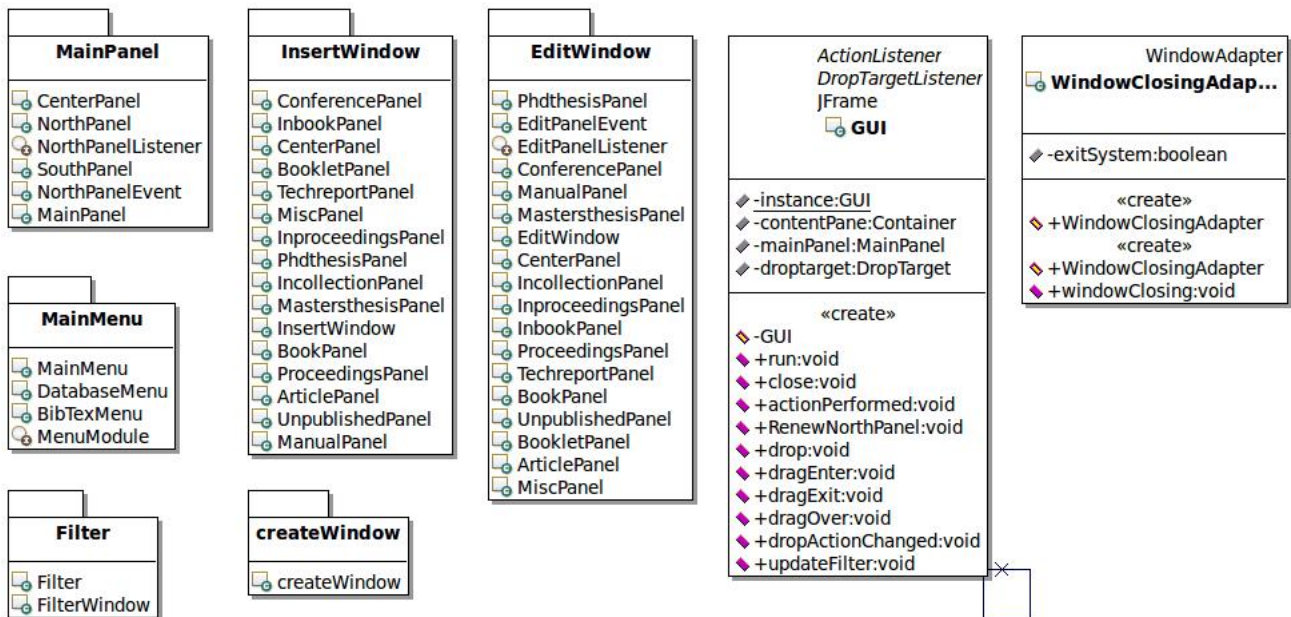 MainPanel
CenterPanel
NorthPanel
NorthPanelListener
SouthPanel
NorthPanelEvent
MainPanel
MainMenu
MainMenu
DatabaseMenu
BibTexMenu
MenuModule
Filter
Filter
FilterWindow
InsertWindow
ConferencePanel
InbookPanel
CenterPanel
BookletPanel
TechreportPanel
MiscPanel
InproceedingsPanel
PhdthesisPanel
IncollectionPanel
MastersthesisPanel
InsertWindow
BookPanel
ProceedingsPanel
ArticlePanel
UnpublishedPanel
ManualPanel
createWindow
createWindow
EditWindow
PhdthesisPanel
EditPanelEvent
EditPanelListener
ConferencePanel
ManualPanel
MastersthesisPanel
EditWindow
CenterPanel
IncollectionPanel
InproceedingsPanel
InbookPanel
ProceedingsPanel
TechreportPanel
BookPanel
UnpublishedPanel
BookletPanel
ArticlePanel
MiscPanel
ActionListener
DropTargetListener
JFrame
GUI
-instance:GUI
-contentPane:Container
-mainPanel:MainPanel
-droptarget:DropTarget
«create»
-GUI
+run:void
+close:void
+actionPerformed:void
+RenewNorthPanel:void
+drop:void
+dragEnter:void
+dragExit:void
+dragOver:void
+dropActionChanged:void
+updateFilter:void
WindowAdapter
WindowClosingAdap...
-exitSystem:boolean
«create»
+WindowClosingAdapter
«create»
+WindowClosingAdapter
+windowClosing:void